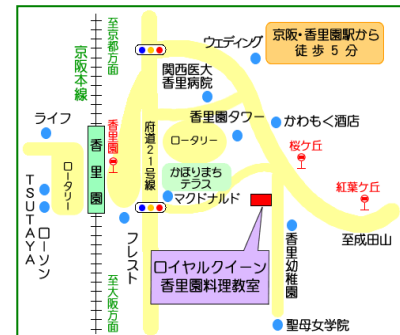 至京都方面
京阪本線
ウェディング
京阪・香里園駅から
徒歩5分
関西医大
香里病院
香里園タワー
かわもく酒店
ライフ
香里園
香里園
ロータリー
ロータリー
府道21号線
桜ケ丘
かほりまち
テラス
マクドナルド
紅葉ケ丘
TSUTAYA
ローソン
フレスト
ロイヤルクイーン
香里園料理教室
香里幼稚園
至成田山
至大阪方面
聖母女学院